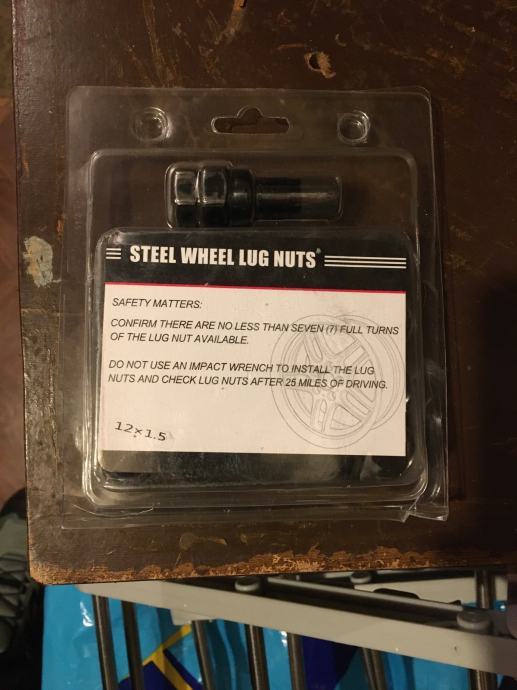 STEEL WHEEL LUG NUTS
SAFETY MATTERS:
CONFIRM THERE ARE NO LESS THAN SEVEN (7) FULL TURNS
OF THE LUG NUT AVAILABLE.
DO NOT USE AN IMPACT WRENCH TO INSTALL THE LUG
NUTS AND CHECK LUG NUTS AFTER 25 MILES OF DRIVING.
12×1.5